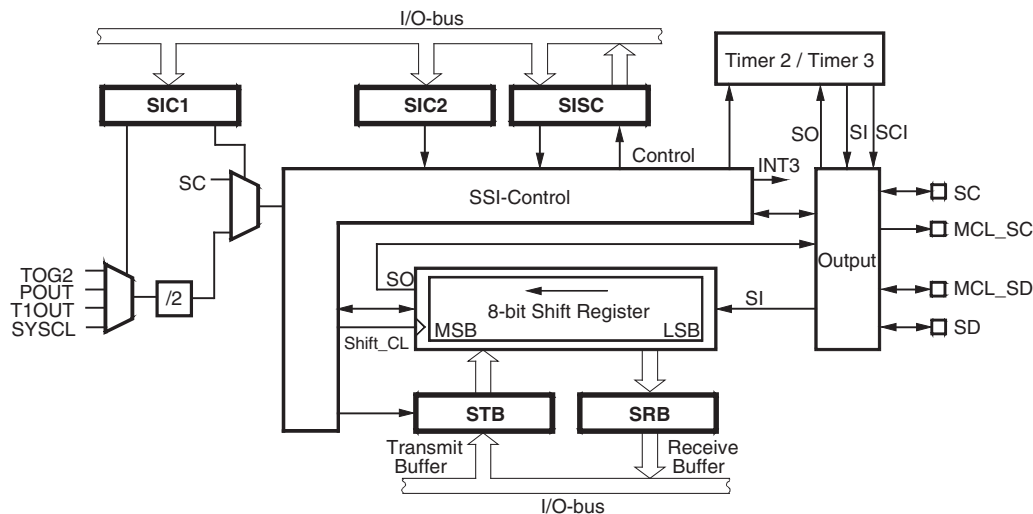 I/O-bus
Timer 2 / Timer 3
SIC1
SIC2
SISC
SO
SI
SCI
Control
INT3
SC
SSI-Control
SC
MCL_SC
Output
TOG2
POUT
T1OUT
SYSCL
/2
SO
8-bit Shift Register
MSB
LSB
SI
MCL_SD
SD
Shift_CL
STB
SRB
Transmit
Buffer
Receive
Buffer
I/O-bus